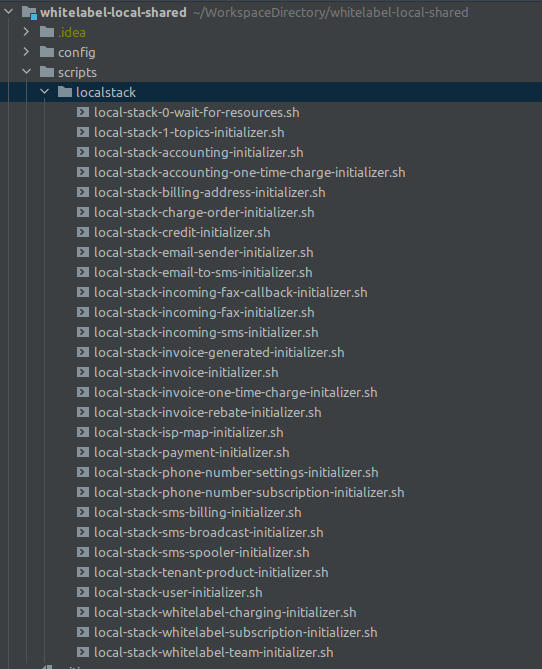 whitelabel-local-shared ~/WorkspaceDirectory/whitelabel-local-shared
.idea
config
scripts
localstack
local-stack-0-wait-for-resources.sh
local-stack-1-topics-initializer.sh
local-stack-accounting-initializer.sh
local-stack-accounting-one-time-charge-initializer.sh
local-stack-billing-address-initializer.sh
local-stack-charge-order-initializer.sh
local-stack-credit-initializer.sh
local-stack-email-sender-initializer.sh
local-stack-email-to-sms-initializer.sh
local-stack-incoming-fax-callback-initializer.sh
local-stack-incoming-fax-initializer.sh
local-stack-incoming-sms-initializer.sh
local-stack-invoice-generated-initializer.sh
local-stack-invoice-initializer.sh
local-stack-invoice-one-time-charge-initalizer.sh
local-stack-invoice-rebate-initializer.sh
local-stack-isp-map-initializer.sh
local-stack-payment-initializer.sh
local-stack-phone-number-settings-initializer.sh
local-stack-phone-number-subscription-initializer.sh
local-stack-sms-billing-initializer.sh
local-stack-sms-broadcast-initializer.sh
local-stack-sms-spooler-initializer.sh
local-stack-tenant-product-initializer.sh
local-stack-user-initializer.sh
local-stack-whitelabel-charging-initializer.sh
local-stack-whitelabel-subscription-initializer.sh
local-stack-whitelabel-team-initializer.sh